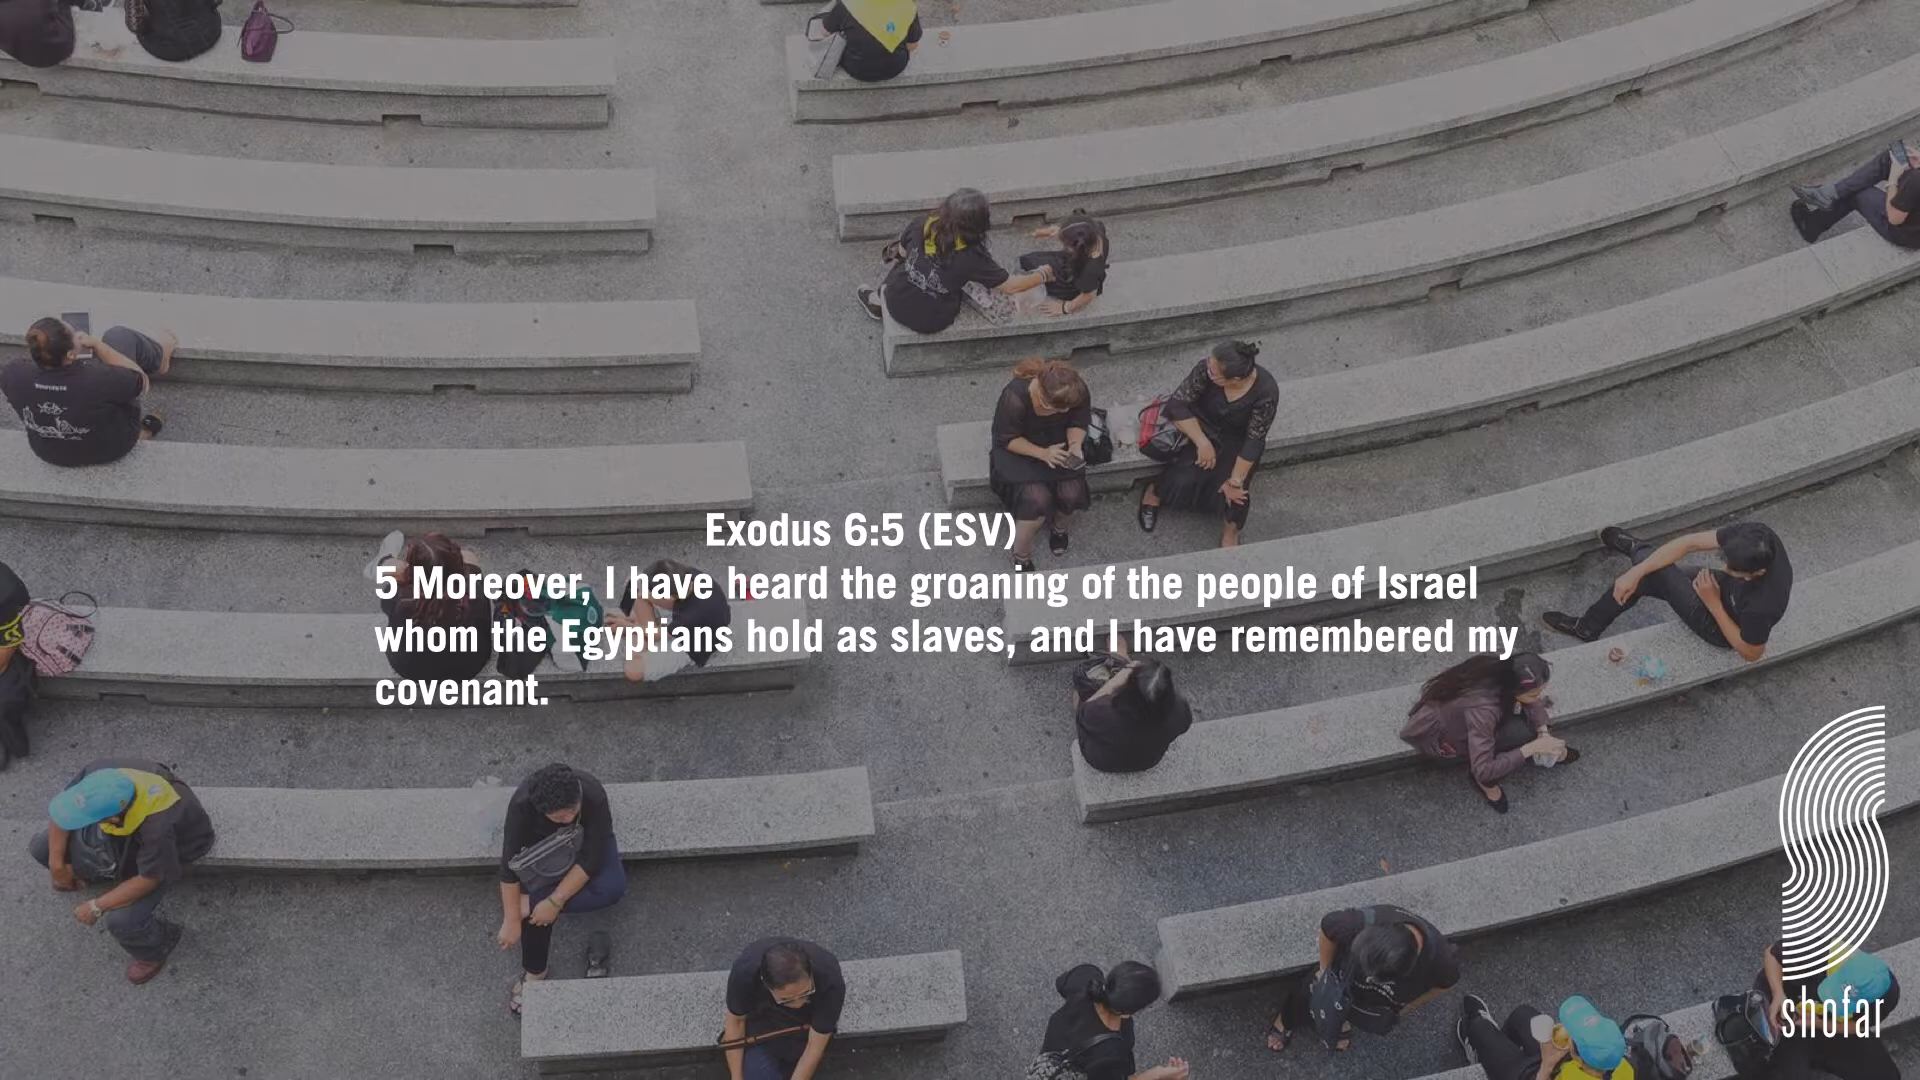 Exodus 6:5 (ESV)
5 Moreover, I have heard the groaning of the people of Israel
whom the Egyptians hold as slaves, and I have remembered my
covenant.
shofar